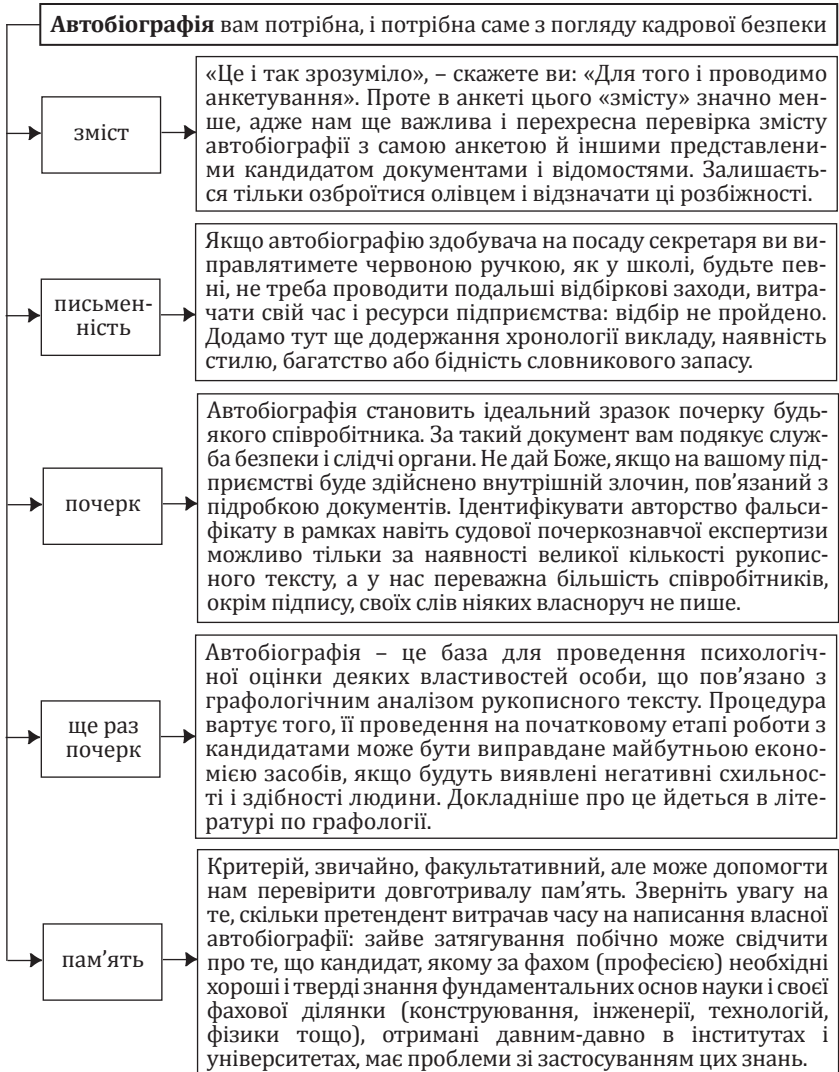 Автобіографія вам потрібна, і потрібна саме з погляду кадрової безпеки
зміст
«Це і так зрозуміло», – скажете ви: «Для того і проводимо
анкетування». Проте в анкеті цього «змісту» значно мен-
ше, адже нам ще важлива і перехресна перевірка змісту
автобіографії з самою анкетою й іншими представлени-
ми кандидатом документами і відомостями. Залишаєть-
ся тільки озброїтися олівцем і відзначати ці розбіжності.
письмен-
ність
Якщо автобіографію здобувача на посаду секретаря ви ви-
правлятимете червоною ручкою, як у школі, будьте пев-
ні, не треба проводити подальші відбіркові заходи, витра-
чати свій час і ресурси підприємства: відбір не пройдено.
Додамо тут ще додержання хронології викладу, наявність
стилю, багатство або бідність словникового запасу.
почерк
Автобіографія становить ідеальний зразок почерку будь-
якого співробітника. За такий документ вам подякує служ-
ба безпеки і слідчі органи. Не дай Боже, якщо на вашому під-
приємстві буде здійснено внутрішній злочин, пов’язаний з
підробкою документів. Ідентифікувати авторство фальси-
фікату в рамках навіть судової почеркознавчої експертизи
можливо тільки за наявності великої кількості рукопис-
ного тексту, а у нас переважна більшість співробітників,
окрім підпису, своїх слів ніяких власноруч не пише.
ще раз
почерк
Автобіографія – це база для проведення психологіч-
ної оцінки деяких властивостей особи, що пов’язано з
графологічним аналізом рукописного тексту. Процедура
вартує того, її проведення на початковому етапі роботи з
кандидатами може бути виправдане майбутньою еконо-
мією засобів, якщо будуть виявлені негативні схильнос-
ті і здібності людини. Докладніше про це йдеться в літе-
ратурі по графології.
пам’ять
Критерій, звичайно, факультативний, але може допомогти
нам перевірити довготривалу пам’ять. Зверніть увагу на
те, скільки претендент витрачав часу на написання власної
автобіографії: зайве затягування побічно може свідчити
про те, що кандидат, якому за фахом (професією) необхідні
хороші і тверді знання фундаментальних основ науки і своєї
фахової ділянки (конструювання, інженерії, технологій,
фізики тощо), отримані давним-давно в інститутах і
університетах, має проблеми зі застосуванням цих знань.